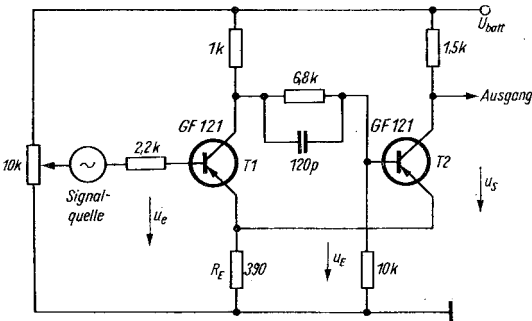 U_batt
1k
1,5k
6,8k
Ausgang
GF 121
120p
GF 121
2,2k
10k
T1
T2
Signal-
quelle
u_e
u_s
R_E
390
u_E
10k